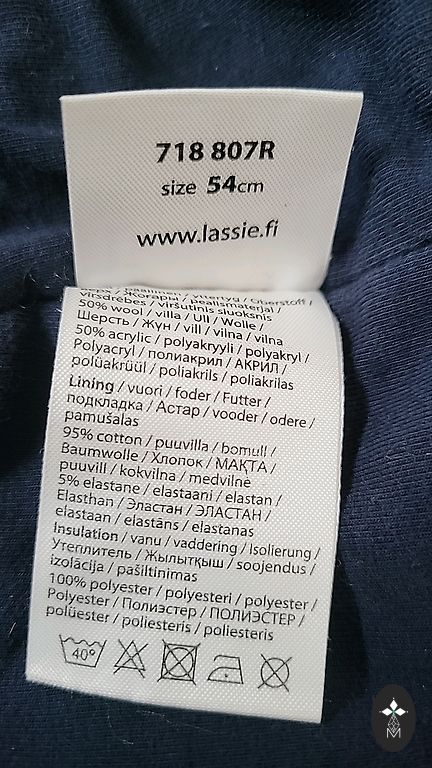 718 807R
size 54cm
www.lassie.fi
virsdrēbes / viršutinis sluoksnis
50% wool / villa / Ull / Wolle /
Шерсть / Жүн / vill / vilna / vilna
50% acrylic / polyakryyli / polyakryl /
Polyacryl / полиакрил / АКРИЛ /
polüakrüül / poliakrils / poliakrilas
Lining / vuori / foder / Futter /
подкладка / Астар / vooder / odere /
pamušalas
95% cotton / puuvilla / bomull /
Baumwolle / Хлопок / МАҚТА /
puuvill / kokvilna / medvilnė
5% elastane / elastaani / elastan /
Elasthan / Эластан / ЭЛАСТАН /
elastaan / elastāns / elastanas
Insulation / vanu / vaddering / Isolierung /
Утеплитель / Жылытқыш / soojendus /
izolācija / pašiltinimas
100% polyester / polyesteri / polyester /
Polyester / Полиэстер / ПОЛИЭСТЕР /
polüester / poliesteris / poliesteris
40°
M